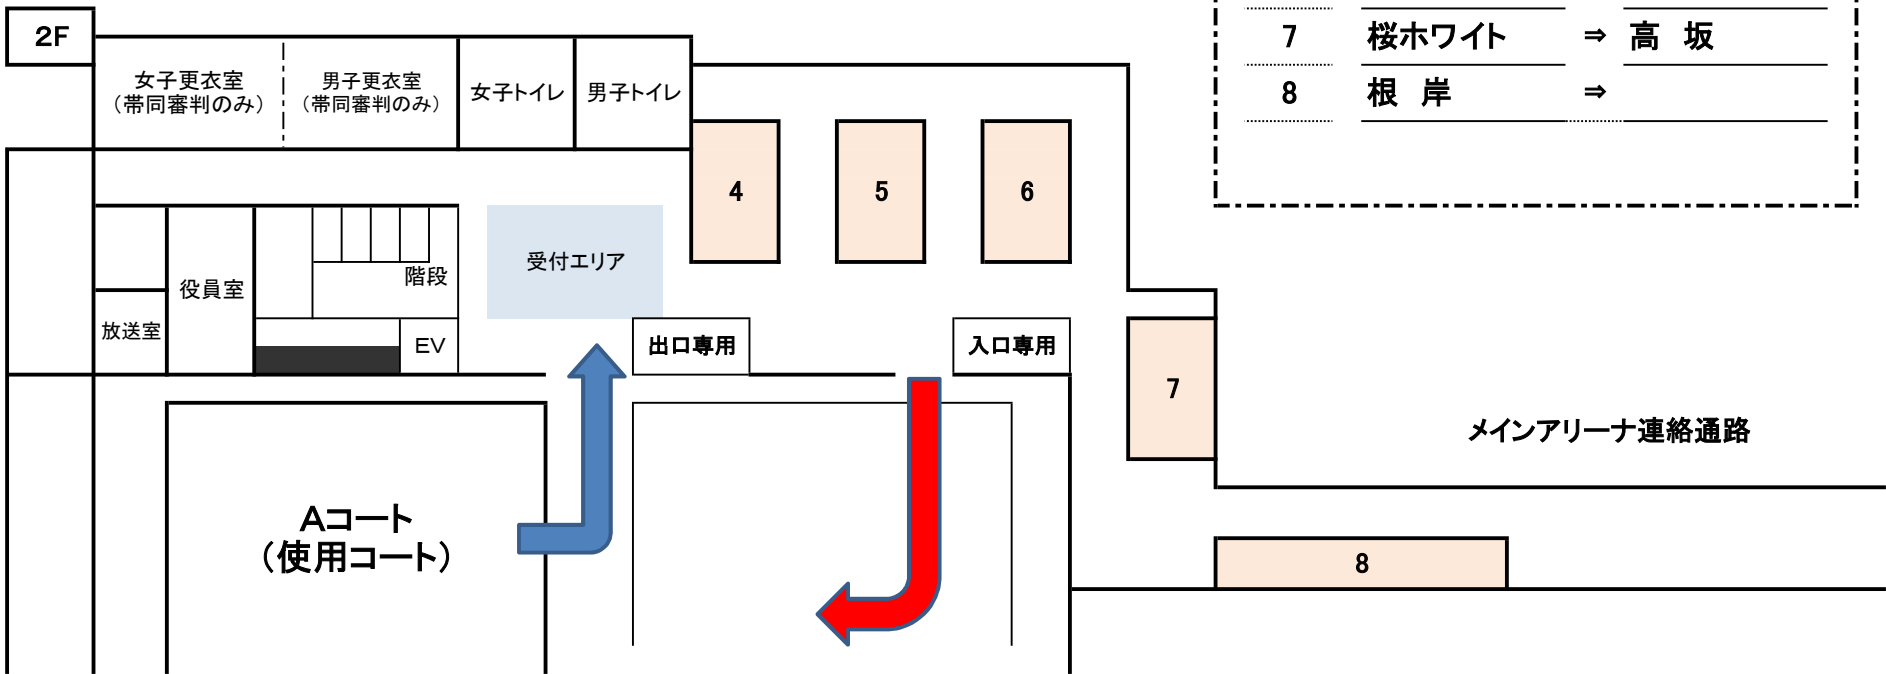 2F
7 桜ホワイト ⇒ 高 坂
8 根 岸 ⇒
女子更衣室
（帯同審判のみ）
男子更衣室
（帯同審判のみ）
女子トイレ
男子トイレ
4
5
6
受付エリア
階段
役員室
放送室
EV
出口専用
入口専用
7
メインアリーナ連絡通路
Aコート
（使用コート）
8